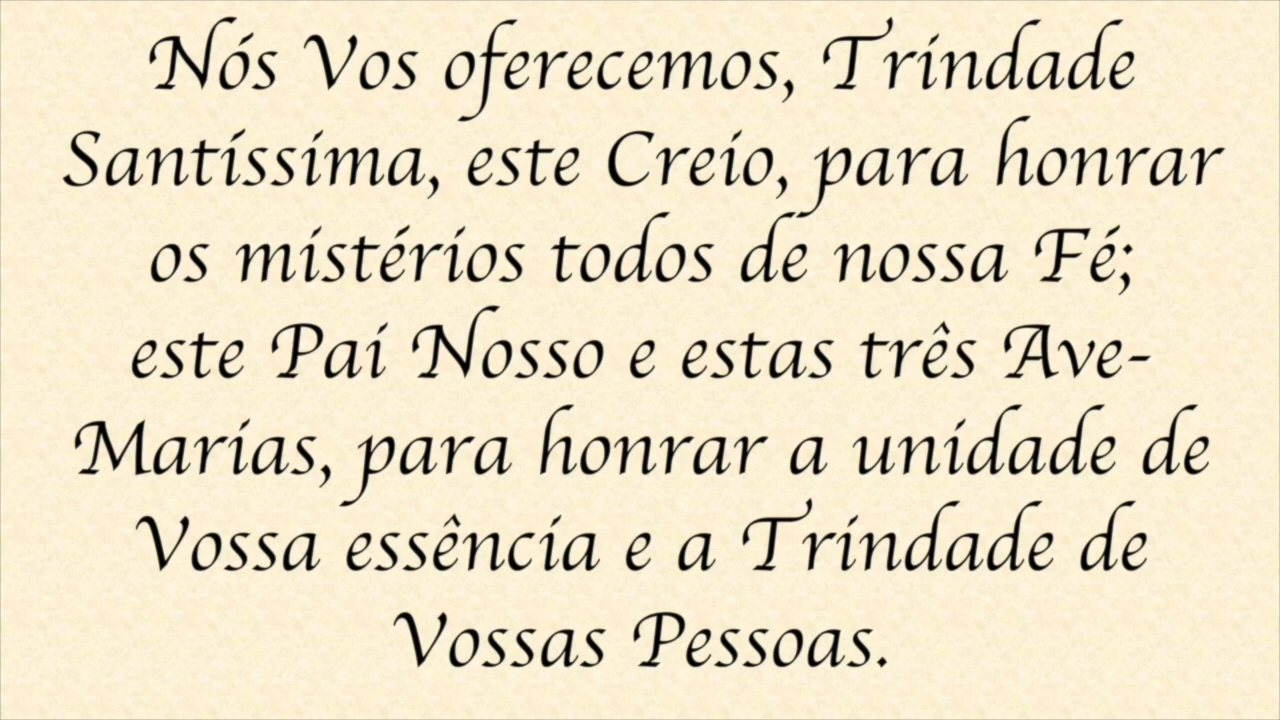 Nós Vos oferecemos, Trindade
Santíssima, este Creio, para honrar
os mistérios todos de nossa Fé;
este Pai Nosso e estas três Ave-
Marias, para honrar a unidade de
Vossa essência e a Trindade de
Vossas Pessoas.